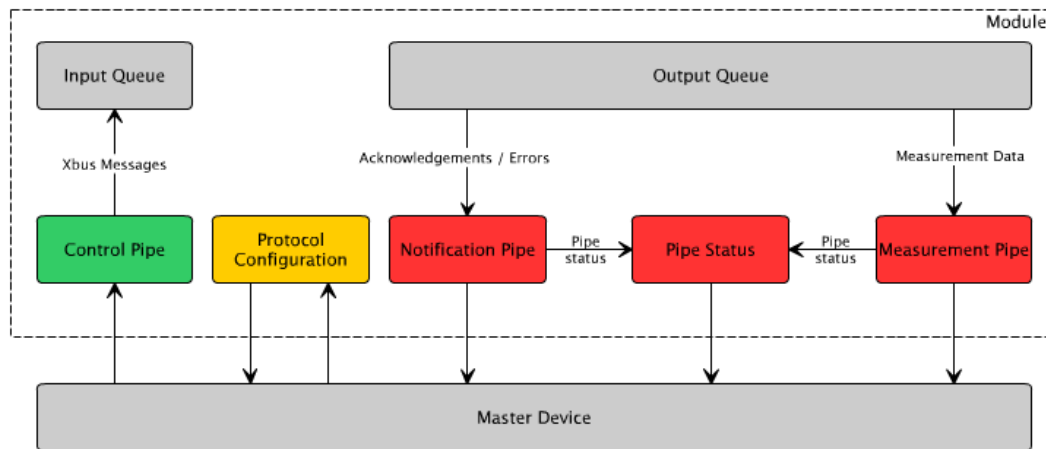 Module
Input Queue
Output Queue
Xbus Messages
Acknowledgements / Errors
Measurement Data
Control Pipe
Protocol
Configuration
Notification Pipe
Pipe
status
Pipe Status
Pipe
status
Measurement Pipe
Master Device